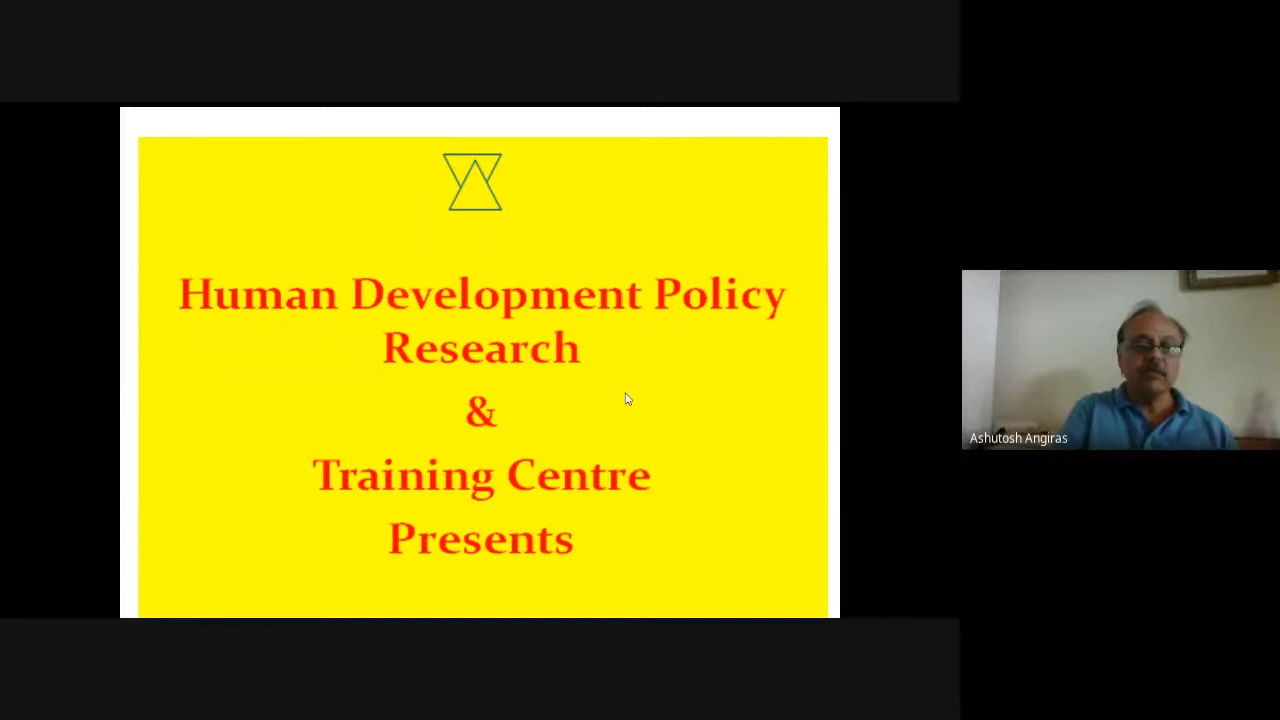 Human Development Policy
Research
&
Training Centre
Presents
Ashutosh Angiras